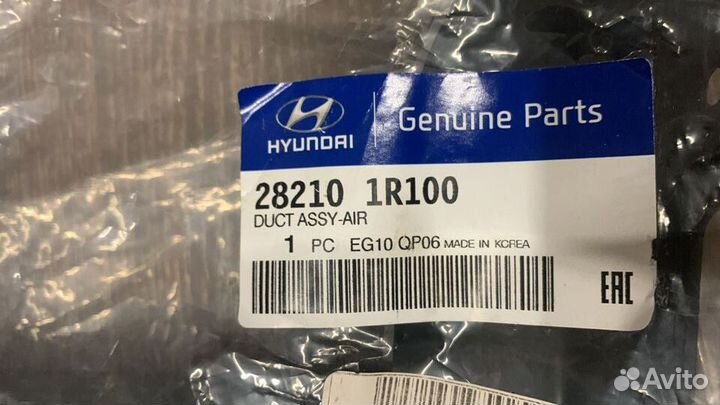 HYUNDAI
Genuine Parts
28210 1R100
DUCT ASSY-AIR
1 PC EG10 QP06 MADE IN KOREA
EAC
Avito